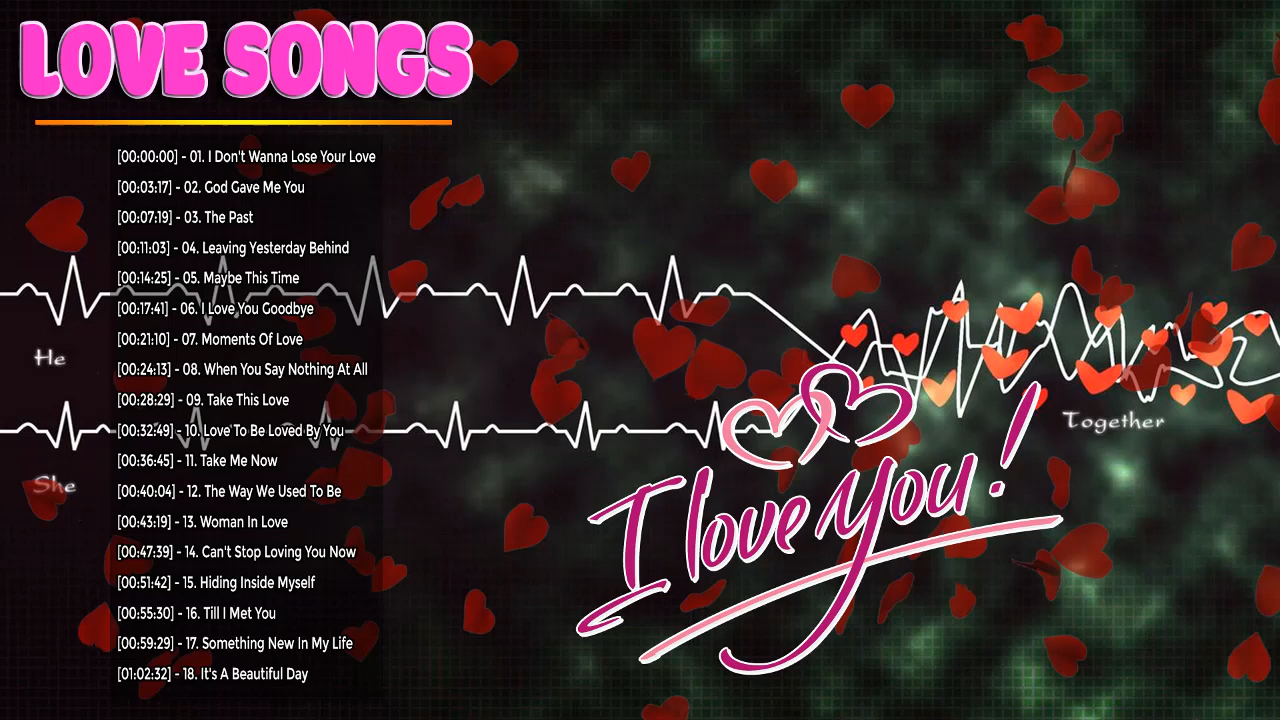 LOVE SONGS
[00:00:00] - 01. I Don't Wanna Lose Your Love
[00:03:17] - 02. God Gave Me You
[00:07:19] - 03. The Past
[00:11:03] - 04. Leaving Yesterday Behind
[00:14:25] - 05. Maybe This Time
[00:17:41] - 06. I Love You Goodbye
[00:21:10] - 07. Moments Of Love
[00:24:13] - 08. When You Say Nothing At All
[00:28:29] - 09. Take This Love
[00:32:49] - 10. Love To Be Loved By You
[00:36:45] - 11. Take Me Now
[00:40:04] - 12. The Way We Used To Be
[00:43:19] - 13. Woman In Love
[00:47:39] - 14. Can't Stop Loving You Now
[00:51:42] - 15. Hiding Inside Myself
[00:55:30] - 16. Till I Met You
[00:59:29] - 17. Something New In My Life
[01:02:32] - 18. It's A Beautiful Day
He
She
Together
I love you!